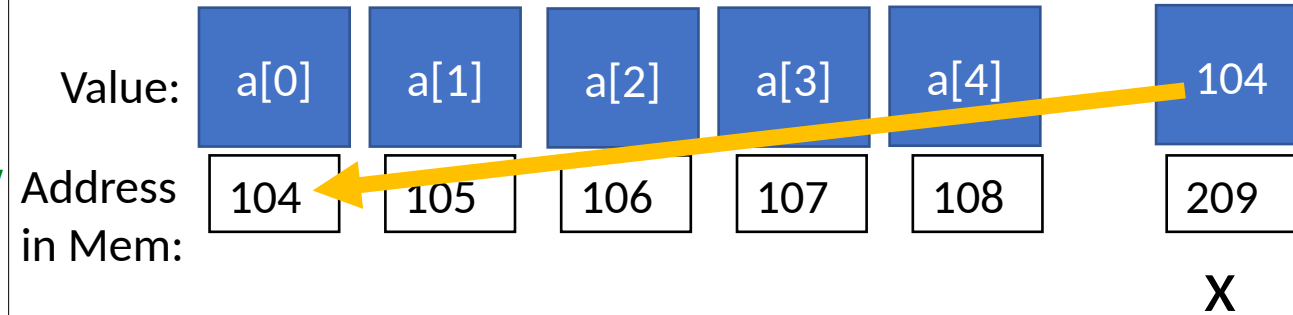 Value: a[0] a[1] a[2] a[3] a[4] 104
Address in Mem: 104 105 106 107 108 209
x